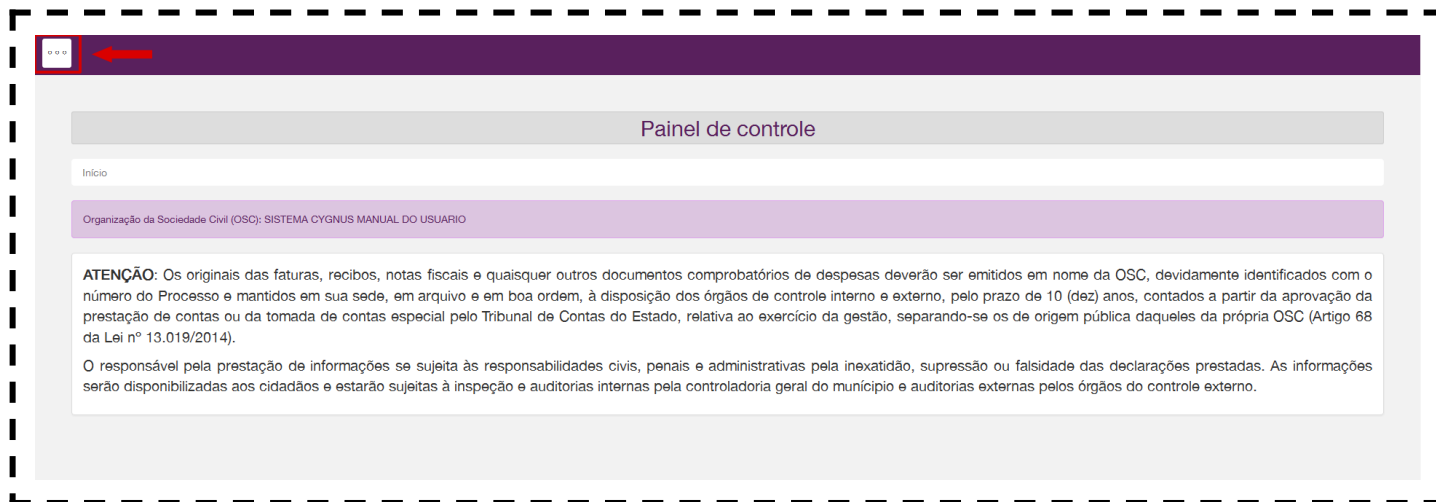 Painel de controle
Início
Organização da Sociedade Civil (OSC): SISTEMA CYGNUS MANUAL DO USUARIO
ATENÇÃO: Os originais das faturas, recibos, notas fiscais e quaisquer outros documentos comprobatórios de despesas deverão ser emitidos em nome da OSC, devidamente identificados com o
número do Processo e mantidos em sua sede, em arquivo e em boa ordem, à disposição dos órgãos de controle interno e externo, pelo prazo de 10 (dez) anos, contados a partir da aprovação da
prestação de contas ou da tomada de contas especial pelo Tribunal de Contas do Estado, relativa ao exercício da gestão, separando-se os de origem pública daqueles da própria OSC (Artigo 68
da Lei nº 13.019/2014).
O responsável pela prestação de informações se sujeita às responsabilidades civis, penais e administrativas pela inexatidão, supressão ou falsidade das declarações prestadas. As informações
serão disponibilizadas aos cidadãos e estarão sujeitas à inspeção e auditorias internas pela controladoria geral do munícipio e auditorias externas pelos órgãos do controle externo.